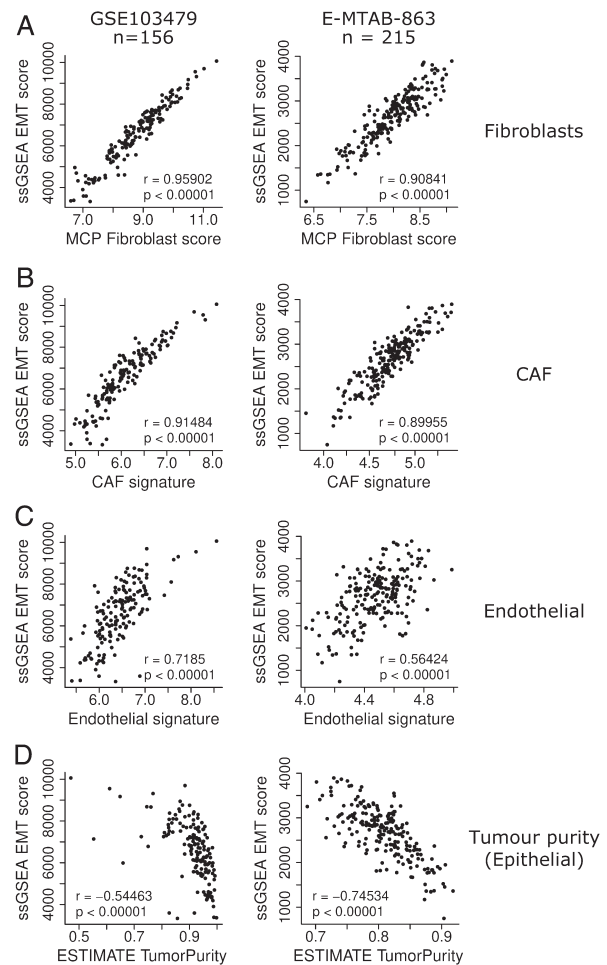 A
GSE103479
n=156
E-MTAB-863
n = 215
ssGSEA EMT score
4000 6000 8000 10000
r = 0.95902
p < 0.00001
7.0 9.0 11.0
MCP Fibroblast score
ssGSEA EMT score
1000 2000 3000 4000
r = 0.90841
p < 0.00001
6.5 7.5 8.5
MCP Fibroblast score
Fibroblasts
B
ssGSEA EMT score
4000 6000 8000 10000
r = 0.91484
p < 0.00001
5.0 6.0 7.0 8.0
CAF signature
ssGSEA EMT score
1000 2000 3000 4000
r = 0.89955
p < 0.00001
4.0 4.5 5.0
CAF signature
CAF
C
ssGSEA EMT score
4000 6000 8000 10000
r = 0.7185
p < 0.00001
6.0 7.0 8.0
Endothelial signature
ssGSEA EMT score
1000 2000 3000 4000
r = 0.56424
p < 0.00001
4.0 4.4 4.8
Endothelial signature
Endothelial
D
ssGSEA EMT score
4000 6000 8000 10000
r = −0.54463
p < 0.00001
0.5 0.7 0.9
ESTIMATE TumorPurity
ssGSEA EMT score
1000 2000 3000 4000
r = −0.74534
p < 0.00001
0.7 0.8 0.9
ESTIMATE TumorPurity
Tumour purity
(Epithelial)